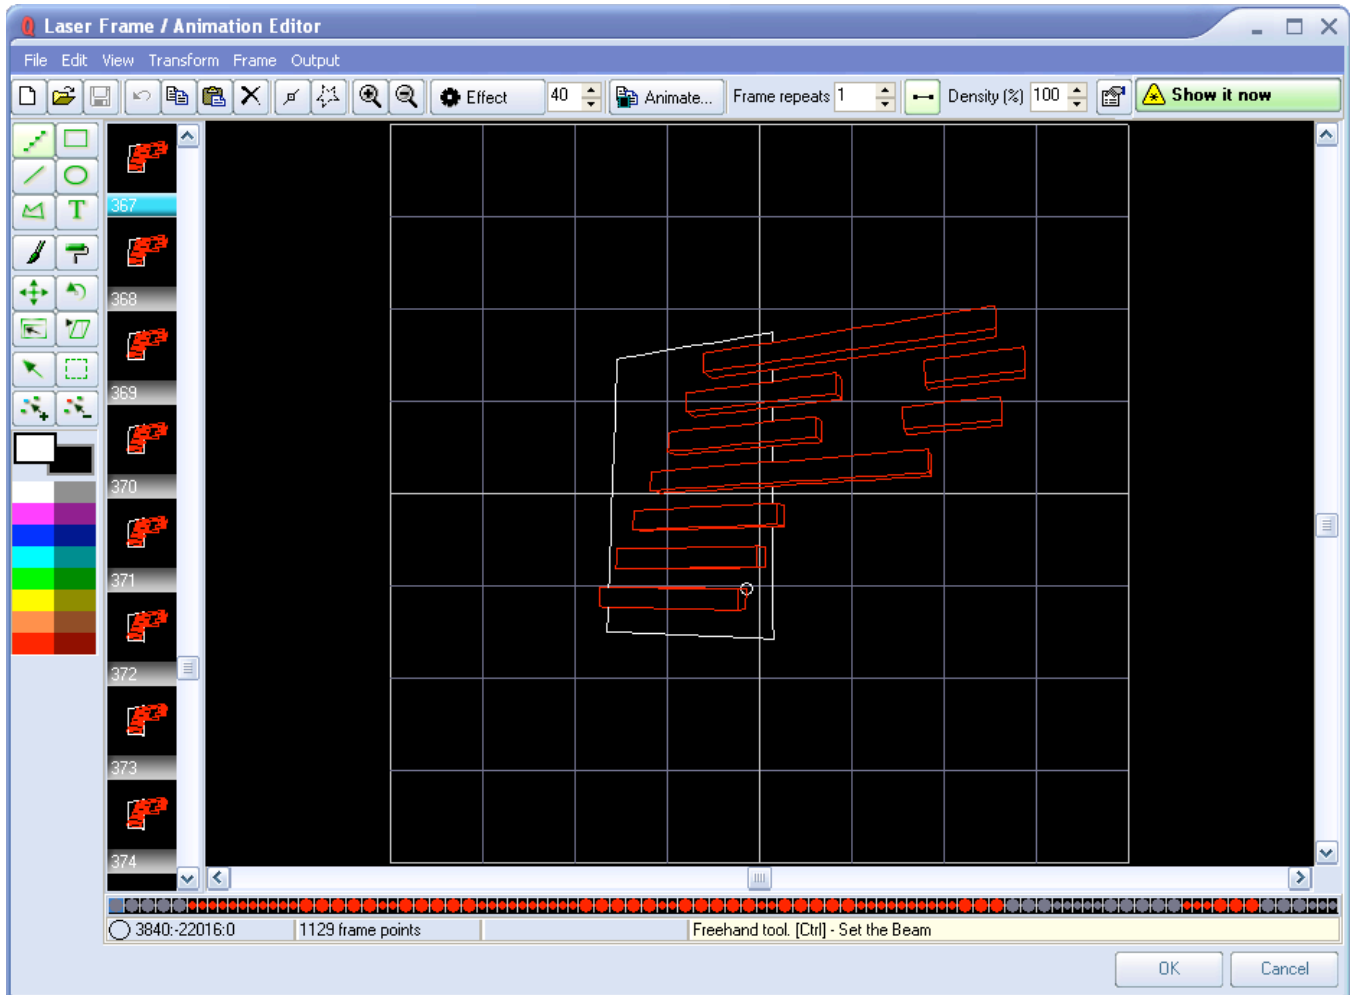 Laser Frame / Animation Editor
File Edit View Transform Frame Output
Effect 40 Animate... Frame repeats 1 Density (%) 100 Show it now
T
367
368
369
370
371
372
373
374
3840:-22016:0 1129 frame points Freehand tool. [Ctrl] - Set the Beam
OK Cancel